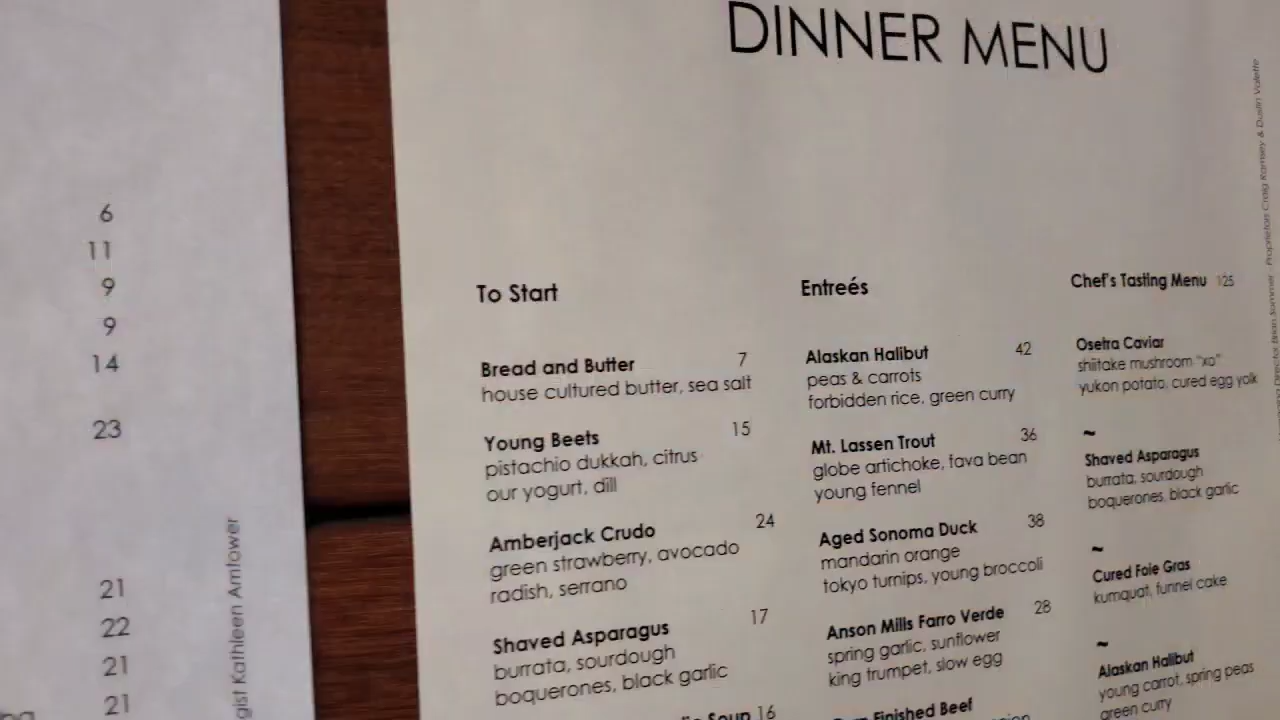 6
11
9
9
14
23
21
22
21
21
gist Kathleen Amtower
DINNER MENU
To Start
Bread and Butter 7
house cultured butter, sea salt
Young Beets 15
pistachio dukkah, citrus
our yogurt, dill
Amberjack Crudo 24
green strawberry, avocado
radish, serrano
Shaved Asparagus 17
burrata, sourdough
boquerones, black garlic
Soup 16
Entreés
Alaskan Halibut 42
peas & carrots
forbidden rice, green curry
Mt. Lassen Trout 36
globe artichoke, fava bean
young fennel
Aged Sonoma Duck 38
mandarin orange
tokyo turnips, young broccoli
Anson Mills Farro Verde 28
spring garlic, sunflower
king trumpet, slow egg
Finished Beef
Chef's Tasting Menu 125
Osetra Caviar
shiitake mushroom "xo"
yukon potato, cured egg yolk
~
Shaved Asparagus
burrata, sourdough
boquerones, black garlic
~
Cured Foie Gras
kumquat, funnel cake
~
Alaskan Halibut
young carrot, spring peas
green curry
Proprietors Craig Ramsey & Dustin Valette